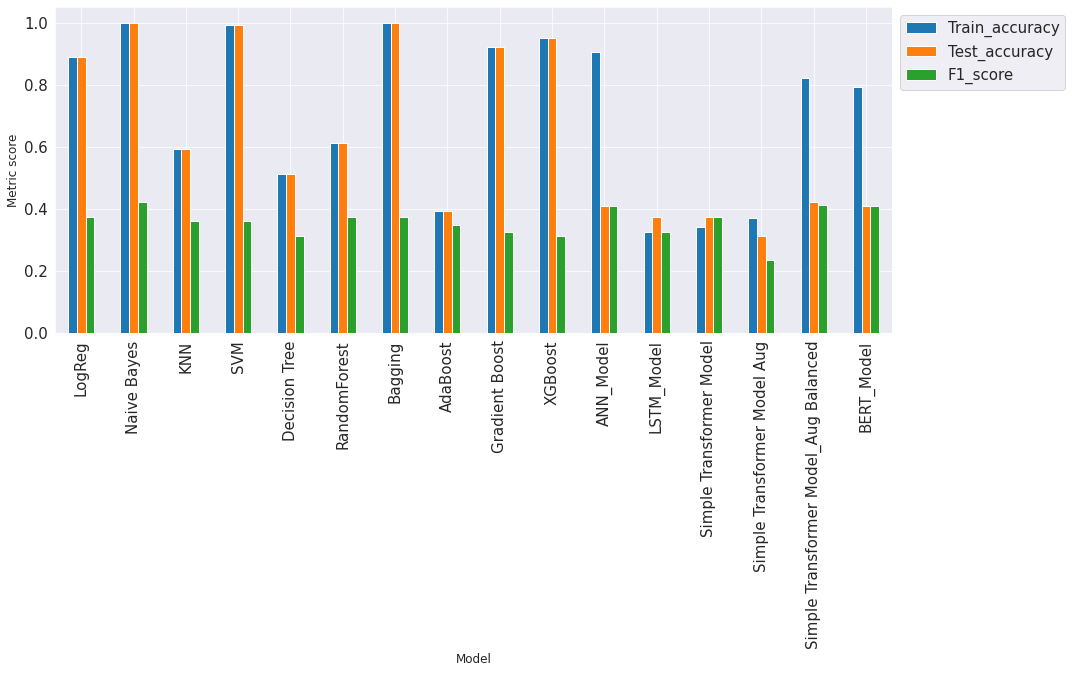 1.0
0.8
0.6
0.4
0.2
0.0
Metric score
Train_accuracy
Test_accuracy
F1_score
LogReg
Naive Bayes
KNN
SVM
Decision Tree
RandomForest
Bagging
AdaBoost
Gradient Boost
XGBoost
ANN_Model
LSTM_Model
Simple Transformer Model
Simple Transformer Model Aug
Simple Transformer Model_Aug Balanced
BERT_Model
Model